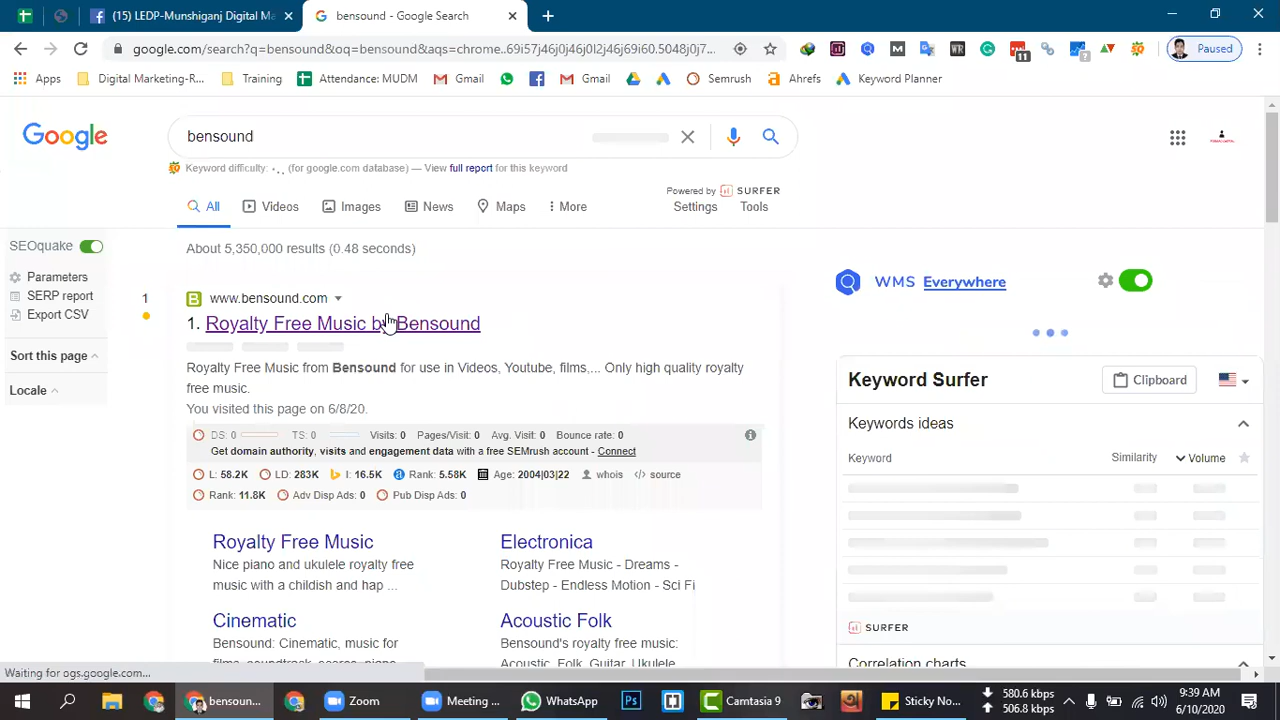 (15) LEDP-Munshiganj Digital Ma
bensound - Google Search
google.com/search?q=bensound&oq=bensound&aqs=chrome..69i57j46j0j46j0l2j46j69i60.5048j0j7...
11
?
Paused
Apps
Digital Marketing-R...
Training
Attendance: MUDM
Gmail
Gmail
Semrush
Ahrefs
Keyword Planner
Google
bensound
Keyword difficulty: (for google.com database) — View full report for this keyword
Powered by SURFER
All
Videos
Images
News
Maps
More
Settings
Tools
About 5,350,000 results (0.48 seconds)
SEOquake
Parameters
SERP report
Export CSV
Sort this page
Locale
1
www.bensound.com
1. Royalty Free Music by Bensound
Royalty Free Music from Bensound for use in Videos, Youtube, films,... Only high quality royalty
free music.
You visited this page on 6/8/20.
DS: 0 TS: 0 Visits: 0 Pages/Visit: 0 Avg. Visit: 0 Bounce rate: 0
Get domain authority, visits and engagement data with a free SEMrush account - Connect
L: 58.2K LD: 283K I: 16.5K Rank: 5.58K Age: 2004|03|22 whois source
Rank: 11.8K Adv Disp Ads: 0 Pub Disp Ads: 0
Royalty Free Music
Nice piano and ukulele royalty free
music with a childish and hap ...
Electronica
Royalty Free Music - Dreams -
Dubstep - Endless Motion - Sci Fi
Cinematic
Bensound: Cinematic, music for
Acoustic Folk
Bensound's royalty free music:
Acoustic, Folk, Guitar, Ukulele
WMS Everywhere
Keyword Surfer
Clipboard
Keywords ideas
Keyword
Similarity
Volume
SURFER
Correlation charts
Waiting for ogs.google.com...
bensoun...
Zoom
Meeting ...
WhatsApp
Ps
Camtasia 9
Sticky No...
580.6 kbps
506.8 kbps
9:39 AM
6/10/2020